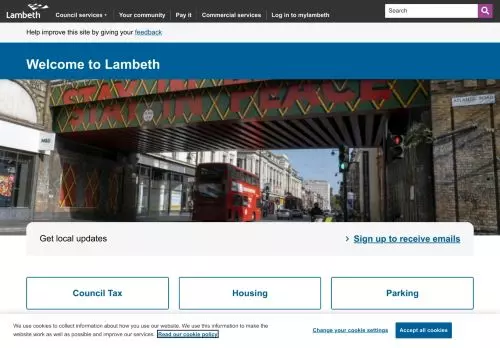 Lambeth
Council services
Your community
Pay it
Commercial services
Log in to mylambeth
Search
Help improve this site by giving your feedback
Welcome to Lambeth
STAY IN PEACE
ATLANTIC ROAD
M&S
Get local updates
Sign up to receive emails
Council Tax
Housing
Parking
We use cookies to collect information about how you use our website. We use this information to make the
website work as well as possible and improve our services. Read our cookie policy
Change your cookie settings
Accept all cookies